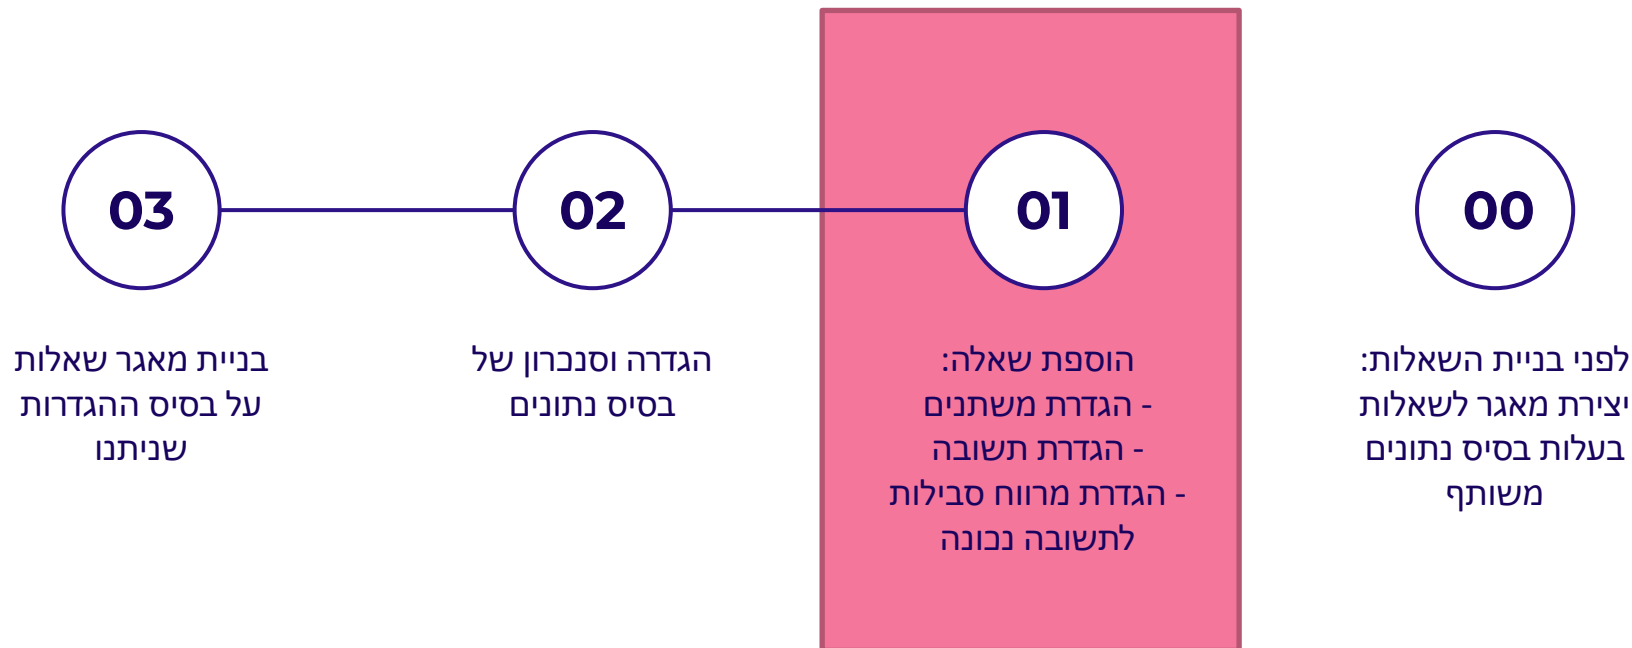 00
לפני בניית השאלות:
יצירת מאגר לשאלות
בעלות בסיס נתונים
משותף
01
הוספת שאלה:
- הגדרת משתנים
- הגדרת תשובה
- הגדרת מרווח סבילות
לתשובה נכונה
02
הגדרה וסנכרון של
בסיס נתונים
03
בניית מאגר שאלות
על בסיס ההגדרות
שניתנו